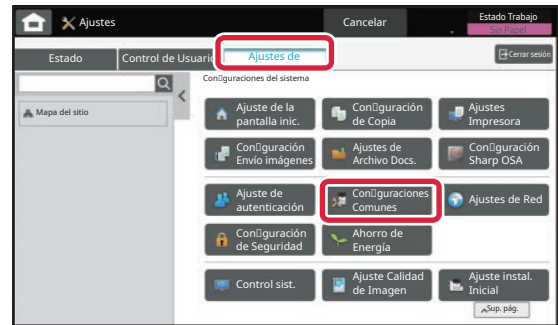 Ajustes
Cancelar
Estado Trabajo
Sin Papel
Estado
Control de Usuario
Ajustes de
Cerrar sesión
Con▯guraciones del sistema
Mapa del sitio
Ajuste de la
pantalla inic.
Con▯guración
de Copia
Ajustes
Impresora
Con▯guración
Envío imágenes
Ajustes de
Archivo Docs.
Con▯guración
Sharp OSA
Ajuste de
autenticación
Con▯guraciones
Comunes
Ajustes de Red
Con▯guración
de Seguridad
Ahorro de
Energía
Control sist.
Ajuste Calidad
de Imagen
Ajuste instal.
Inicial
Sup. pág.